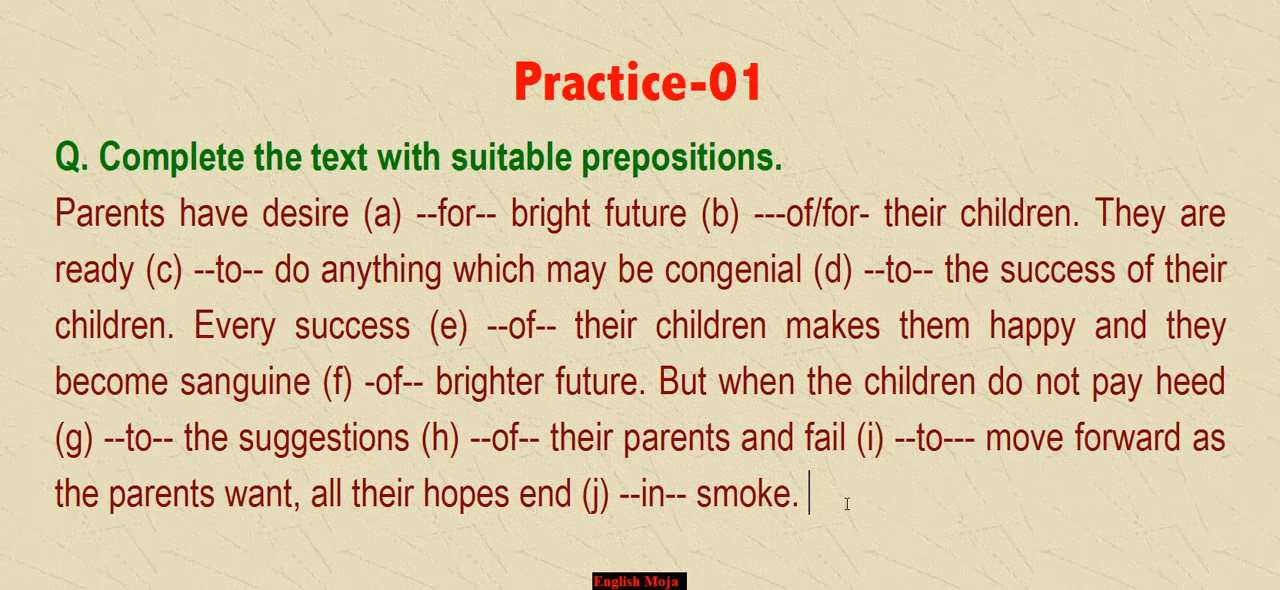 Practice-01
Q. Complete the text with suitable prepositions.
Parents have desire (a) --for-- bright future (b) ---of/for- their children. They are
ready (c) --to-- do anything which may be congenial (d) --to-- the success of their
children. Every success (e) --of-- their children makes them happy and they
become sanguine (f) -of-- brighter future. But when the children do not pay heed
(g) --to-- the suggestions (h) --of-- their parents and fail (i) --to--- move forward as
the parents want, all their hopes end (j) --in-- smoke.
English Moja